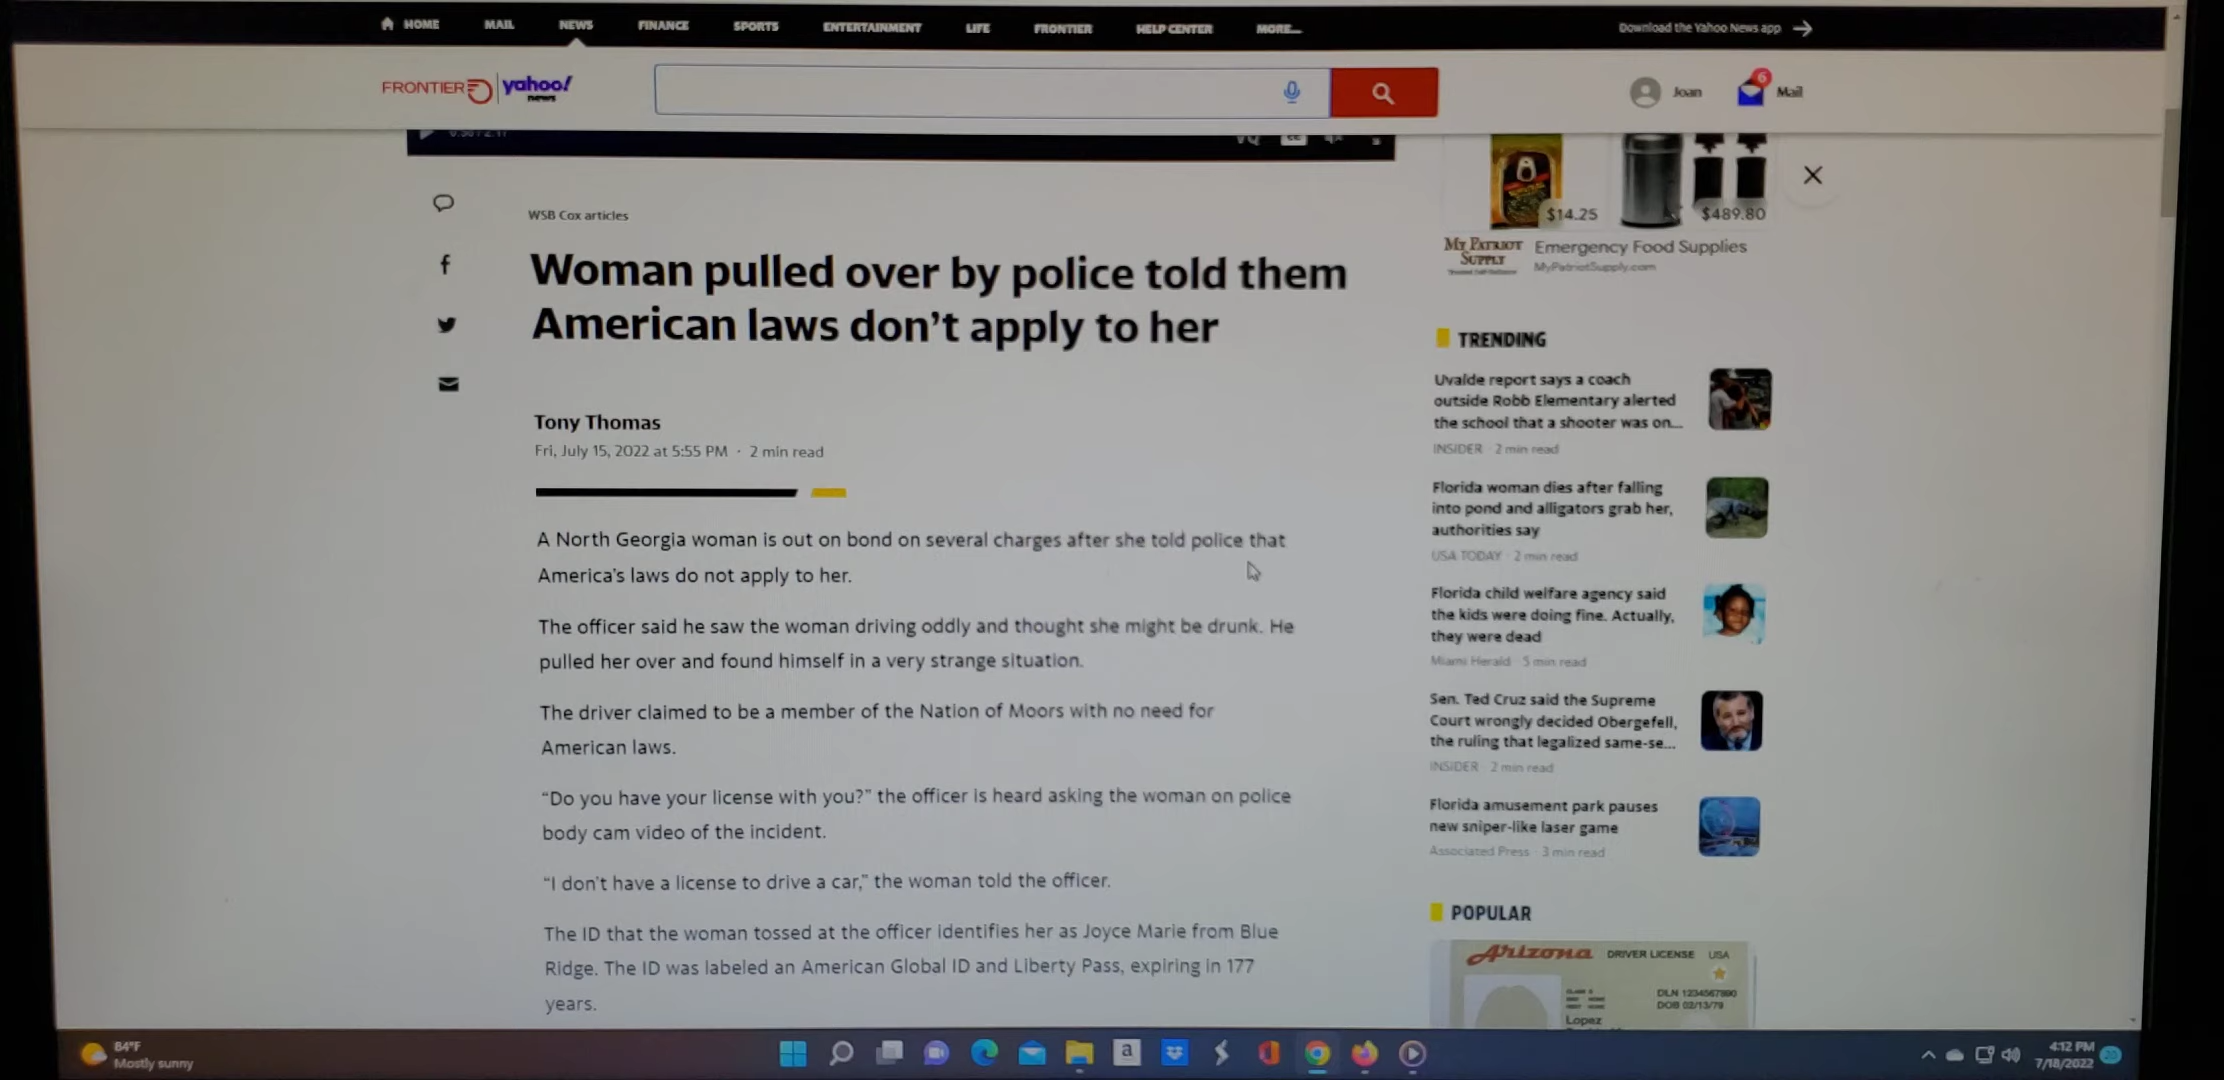 HOME MAIL NEWS FINANCE SPORTS ENTERTAINMENT LIFE FRONTIER HELP CENTER MORE...
Download the Yahoo News app
FRONTIER yahoo!
news
Joan
6
Mail
$14.25
$489.80
MY PATRIOT
SUPPLY
Emergency Food Supplies
MyPatriotSupply.com
WSB Cox articles
Woman pulled over by police told them
American laws don’t apply to her
Tony Thomas
Fri, July 15, 2022 at 5:55 PM · 2 min read
A North Georgia woman is out on bond on several charges after she told police that
America's laws do not apply to her.
The officer said he saw the woman driving oddly and thought she might be drunk. He
pulled her over and found himself in a very strange situation.
The driver claimed to be a member of the Nation of Moors with no need for
American laws.
“Do you have your license with you?” the officer is heard asking the woman on police
body cam video of the incident.
“I don't have a license to drive a car,” the woman told the officer.
The ID that the woman tossed at the officer identifies her as Joyce Marie from Blue
Ridge. The ID was labeled an American Global ID and Liberty Pass, expiring in 177
years.
TRENDING
Uvalde report says a coach
outside Robb Elementary alerted
the school that a shooter was on...
INSIDER · 2 min read
Florida woman dies after falling
into pond and alligators grab her,
authorities say
USA TODAY · 2 min read
Florida child welfare agency said
the kids were doing fine. Actually,
they were dead
Miami Herald · 5 min read
Sen. Ted Cruz said the Supreme
Court wrongly decided Obergefell,
the ruling that legalized same-se...
INSIDER · 2 min read
Florida amusement park pauses
new sniper-like laser game
Associated Press · 3 min read
POPULAR
Arizona DRIVER LICENSE USA
DLN 1234567890
DOB 02/13/79
Lopez
84°F
Mostly sunny
a
4:12 PM
7/18/2022